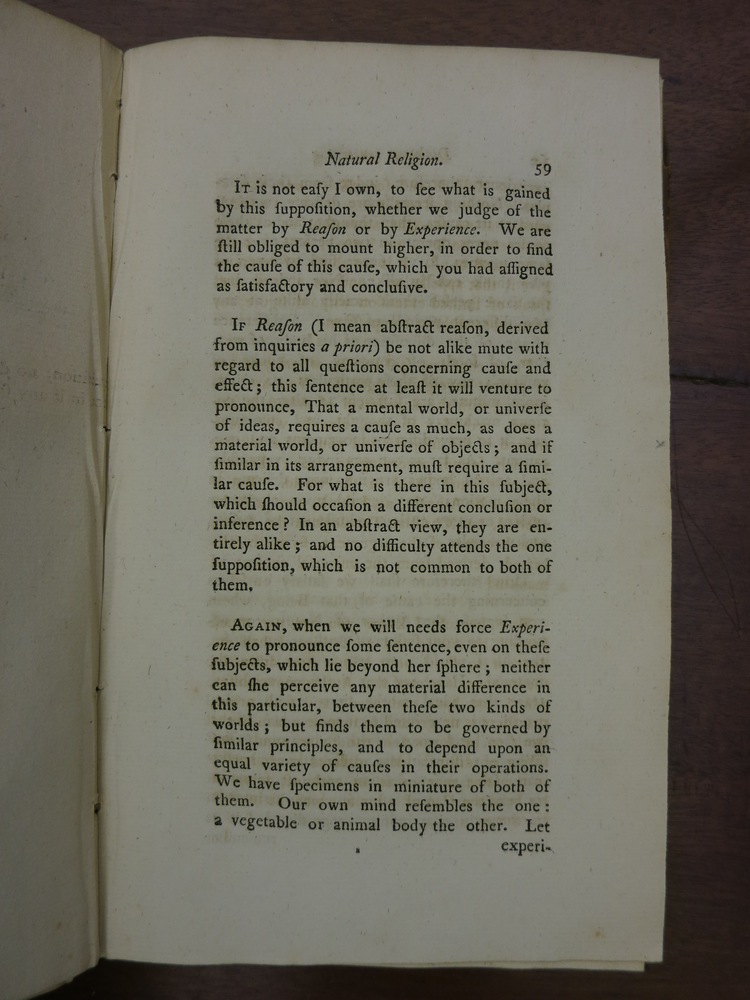 Natural Religion.
59
IT is not eaſy I own, to ſee what is gained
by this ſuppoſition, whether we judge of the
matter by Reaſon or by Experience. We are
ſtill obliged to mount higher, in order to find
the cauſe of this cauſe, which you had aſſigned
as ſatisfactory and concluſive.
IF Reaſon (I mean abſtract reaſon, derived
from inquiries a priori) be not alike mute with
regard to all queſtions concerning cauſe and
effect; this ſentence at leaſt it will venture to
pronounce, That a mental world, or univerſe
of ideas, requires a cauſe as much, as does a
material world, or univerſe of objects; and if
ſimilar in its arrangement, muſt require a ſimi-
lar cauſe. For what is there in this ſubject,
which ſhould occaſion a different concluſion or
inference? In an abſtract view, they are en-
tirely alike; and no difficulty attends the one
ſuppoſition, which is not common to both of
them.
AGAIN, when we will needs force Experi-
ence to pronounce ſome ſentence, even on theſe
ſubjects, which lie beyond her ſphere; neither
can ſhe perceive any material difference in
this particular, between theſe two kinds of
worlds; but finds them to be governed by
ſimilar principles, and to depend upon an
equal variety of cauſes in their operations.
We have ſpecimens in miniature of both of
them. Our own mind reſembles the one:
a vegetable or animal body the other. Let
experi-